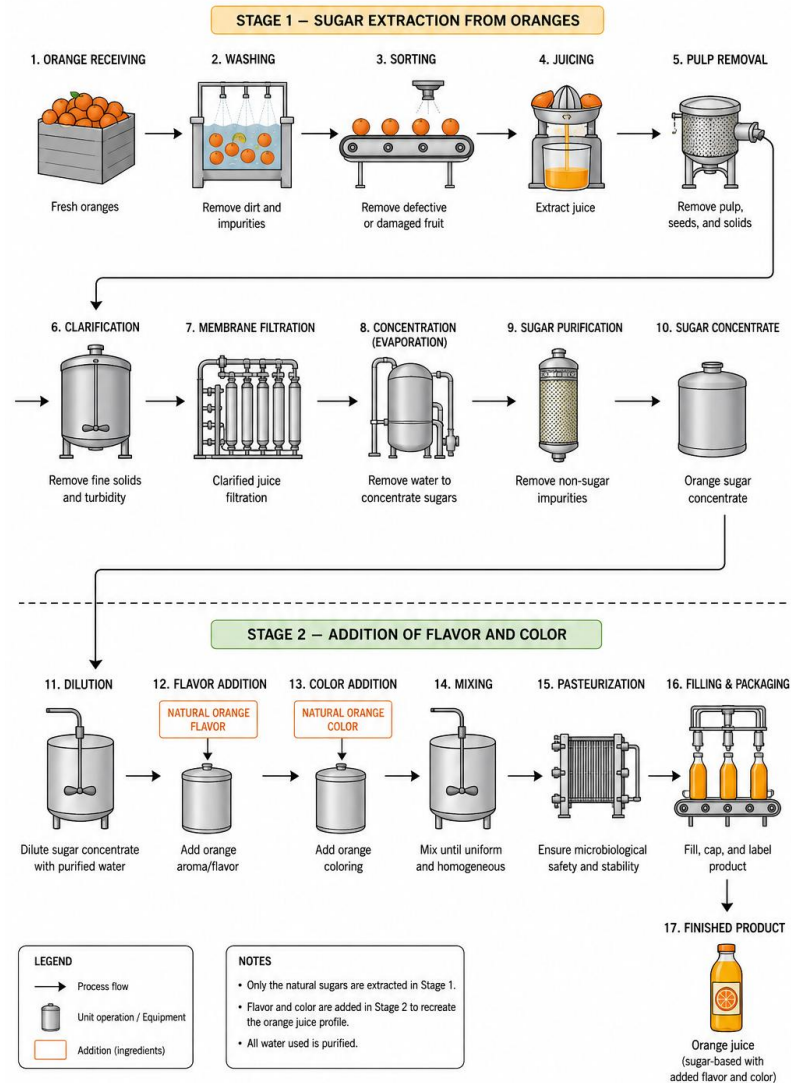 STAGE 1 – SUGAR EXTRACTION FROM ORANGES
1. ORANGE RECEIVING
Fresh oranges
2. WASHING
Remove dirt and
impurities
3. SORTING
Remove defective
or damaged fruit
4. JUICING
Extract juice
5. PULP REMOVAL
Remove pulp,
seeds, and solids
6. CLARIFICATION
Remove fine solids
and turbidity
7. MEMBRANE FILTRATION
Clarified juice
filtration
8. CONCENTRATION
(EVAPORATION)
Remove water to
concentrate sugars
9. SUGAR PURIFICATION
Remove non-sugar
impurities
10. SUGAR CONCENTRATE
Orange sugar
concentrate
STAGE 2 – ADDITION OF FLAVOR AND COLOR
11. DILUTION
Dilute sugar concentrate
with purified water
12. FLAVOR ADDITION
NATURAL ORANGE
FLAVOR
Add orange
aroma/flavor
13. COLOR ADDITION
NATURAL ORANGE
COLOR
Add orange
coloring
14. MIXING
Mix until uniform
and homogeneous
15. PASTEURIZATION
Ensure microbiological
safety and stability
16. FILLING & PACKAGING
Fill, cap, and label
product
17. FINISHED PRODUCT
Orange juice
(sugar-based with
added flavor and color)
LEGEND
Process flow
Unit operation / Equipment
Addition (ingredients)
NOTES
• Only the natural sugars are extracted in Stage 1.
• Flavor and color are added in Stage 2 to recreate
the orange juice profile.
• All water used is purified.